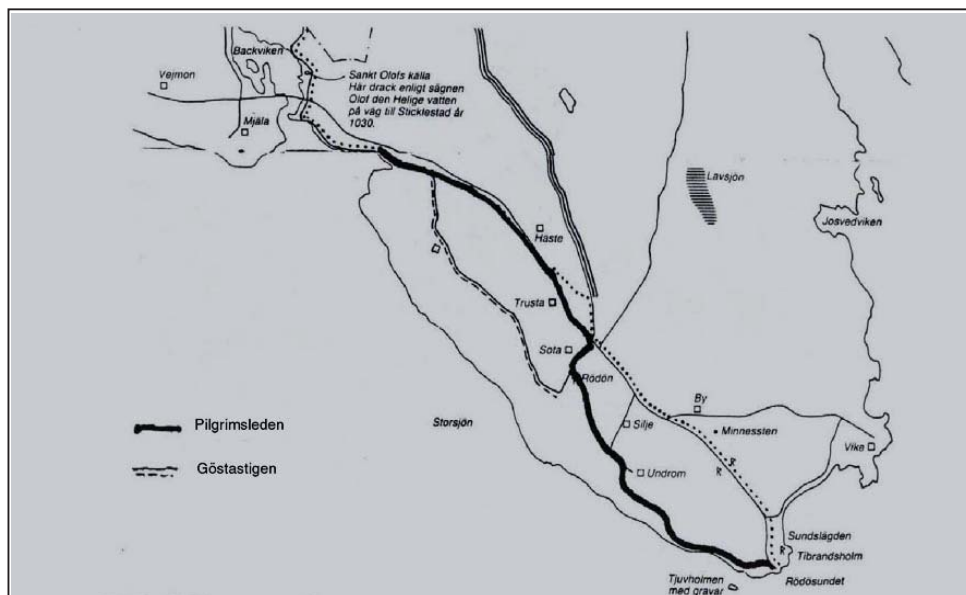 Backviken
Vejmon
Sankt Olofs källa
Här drack enligt sägnen
Olof den Helige vatten
på väg till Sticklestad år
1030.
Mjäla
Lavsjön
Josvedviken
Häste
Trusta
Sota
Rödön
By
Storsjön
Silje
Minnessten
Vike
Undrom
Pilgrimsleden
Göstastigen
Sundslägden
Tibrandsholm
Tjuvholmen
med gravar
Rödösundet